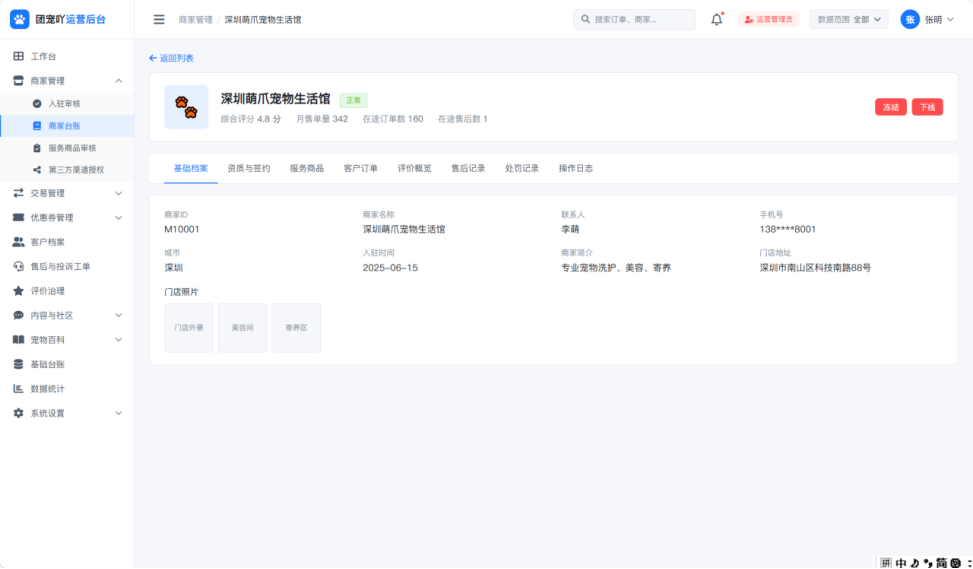 团宠吖运营后台
商家管理 / 深圳萌爪宠物生活馆
搜索订单、商家...
运营管理员
数据范围 全部
张 张明
工作台
商家管理
入驻审核
商家台账
服务商品审核
第三方渠道授权
交易管理
优惠券管理
客户档案
售后与投诉工单
评价治理
内容与社区
宠物百科
基础台账
数据统计
系统设置
返回列表
深圳萌爪宠物生活馆 正常
综合评分 4.8 分 月售单量 342 在途订单数 160 在途售后数 1
冻结 下线
基础档案 资质与签约 服务商品 客户订单 评价概览 售后记录 处罚记录 操作日志
商家ID 商家名称 联系人 手机号
M10001 深圳萌爪宠物生活馆 李萌 138****8001
城市 入驻时间 商家简介 门店地址
深圳 2025-06-15 专业宠物洗护、美容、寄养 深圳市南山区科技南路88号
门店照片
门店外景 美容间 寄养区
拼 中 简